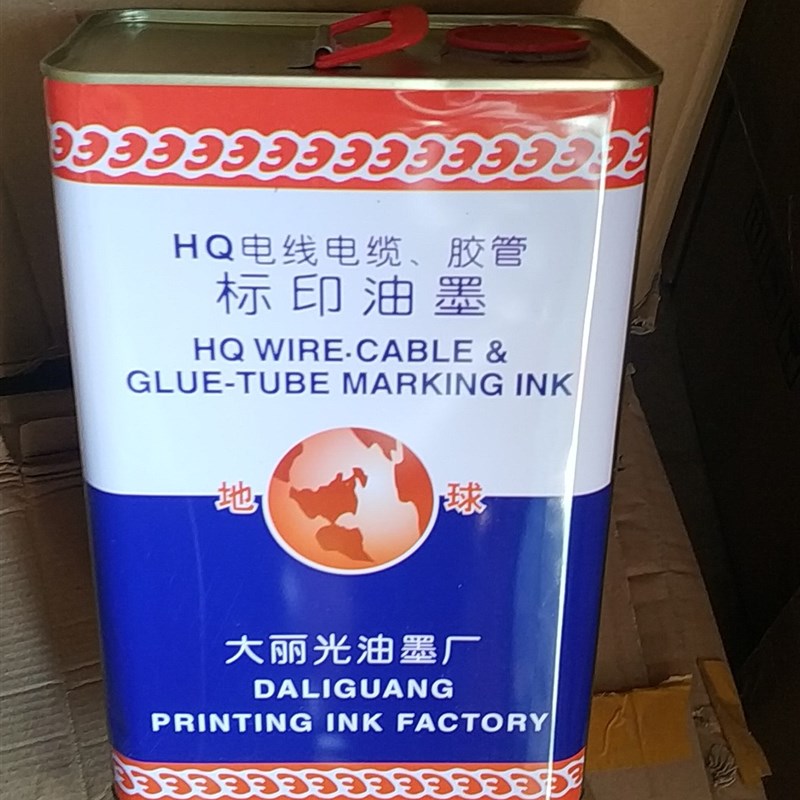 HQ电线电缆、胶管
标印油墨
HQ WIRE·CABLE &
GLUE-TUBE MARKING INK
地 球
大丽光油墨厂
DALIGUANG
PRINTING INK FACTORY